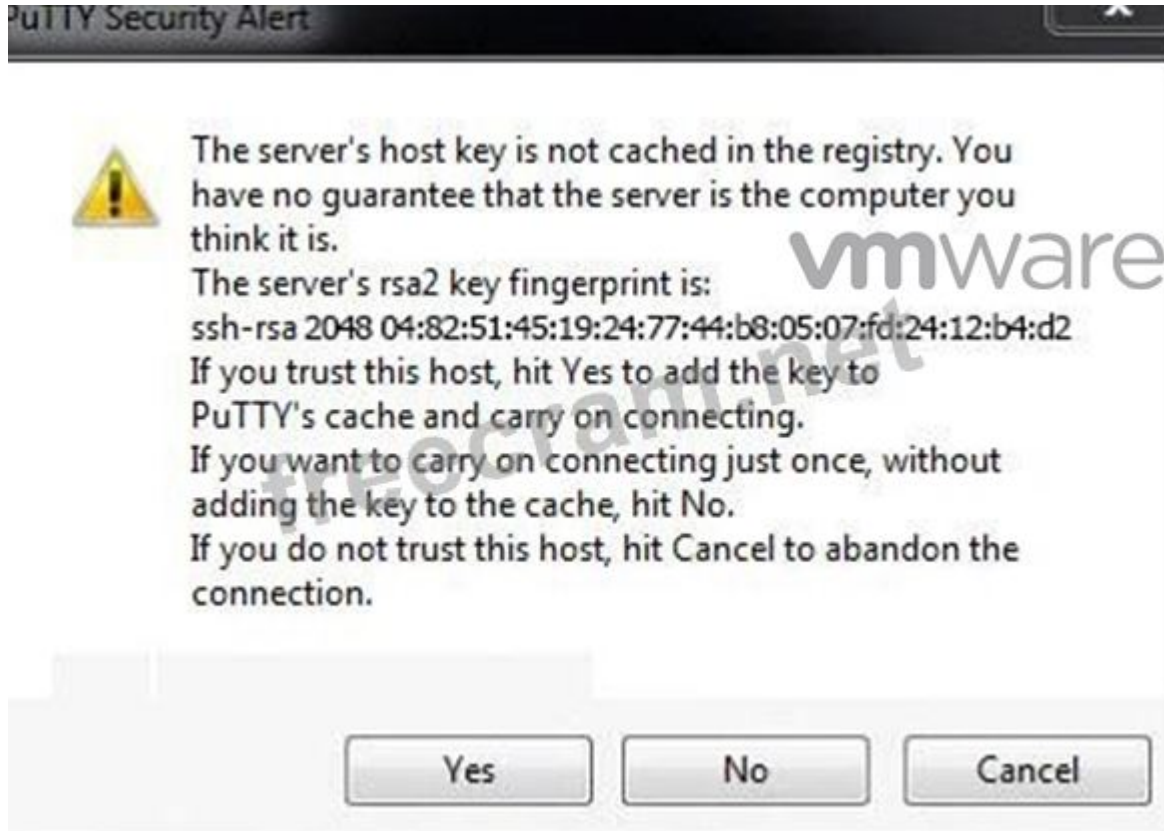 PuTTY Security Alert
The server's host key is not cached in the registry. You
have no guarantee that the server is the computer you
think it is.
vmware
The server's rsa2 key fingerprint is:
ssh-rsa 2048 04:82:51:45:19:24:77:44:b8:05:07:fd:24:12:b4:d2
If you trust this host, hit Yes to add the key to
PuTTY's cache and carry on connecting.
If you want to carry on connecting just once, without
adding the key to the cache, hit No.
If you do not trust this host, hit Cancel to abandon the
connection.
freecram.net
Yes
No
Cancel